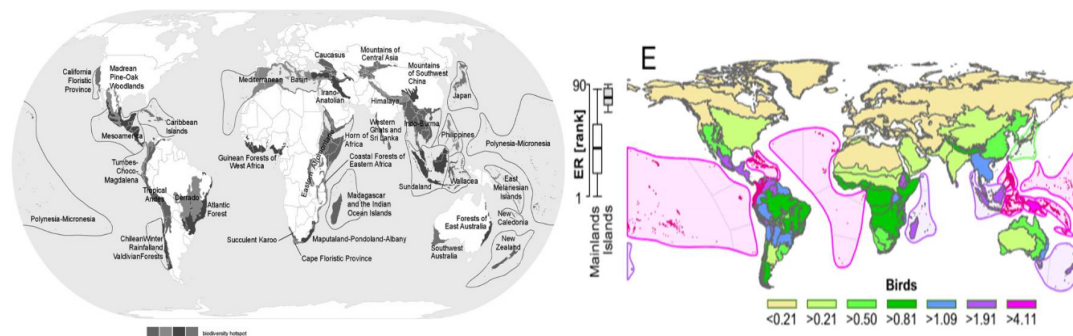 California
Floristic
Province
Madrean
Pine-Oak
Woodlands
Mesoamerica
Caribbean
Islands
Tumbes-
Choco-
Magdalena
Tropical
Andes
Cerrado
Atlantic
Forest
Polynesia-Micronesia
Chilean Winter
Rainfalland
Valdivian Forests
Mediterranean Basin
Caucasus
Irano-
Anatolian
Mountains of
Central Asia
Mountains
of Southwest
China
Himalaya
Japan
Indo-Burma
Western
Ghats and
Sri Lanka
Philippines
Polynesia-Micronesia
Horn of
Africa
Guinean Forests of
West Africa
Eastern Afromontane
Coastal Forests of
Eastern Africa
Sundaland
Wallacea
East
Melanesian
Islands
Madagascar
and the Indian
Ocean Islands
New
Caledonia
Forests of
East Australia
Succulent Karoo
Maputaland-Pondoland-Albany
Cape Floristic Province
Southwest
Australia
New
Zealand
biodiversity hotspot
E
90
ER [rank]
1
Mainlands
Islands
Birds
<0.21 >0.21 >0.50 >0.81 >1.09 >1.91 >4.11